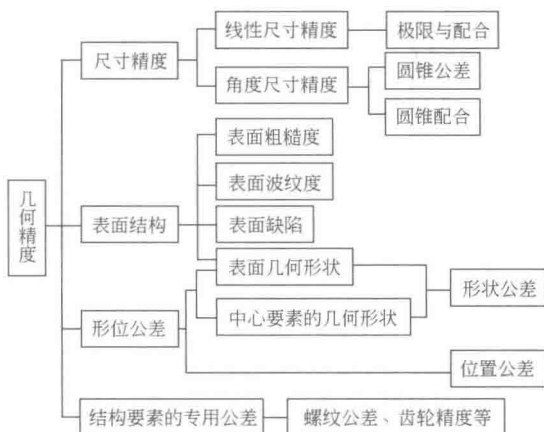 几何精度
尺寸精度
线性尺寸精度
极限与配合
角度尺寸精度
圆锥公差
圆锥配合
表面结构
表面粗糙度
表面波纹度
表面缺陷
表面几何形状
形位公差
中心要素的几何形状
形状公差
位置公差
结构要素的专用公差
螺纹公差、齿轮精度等